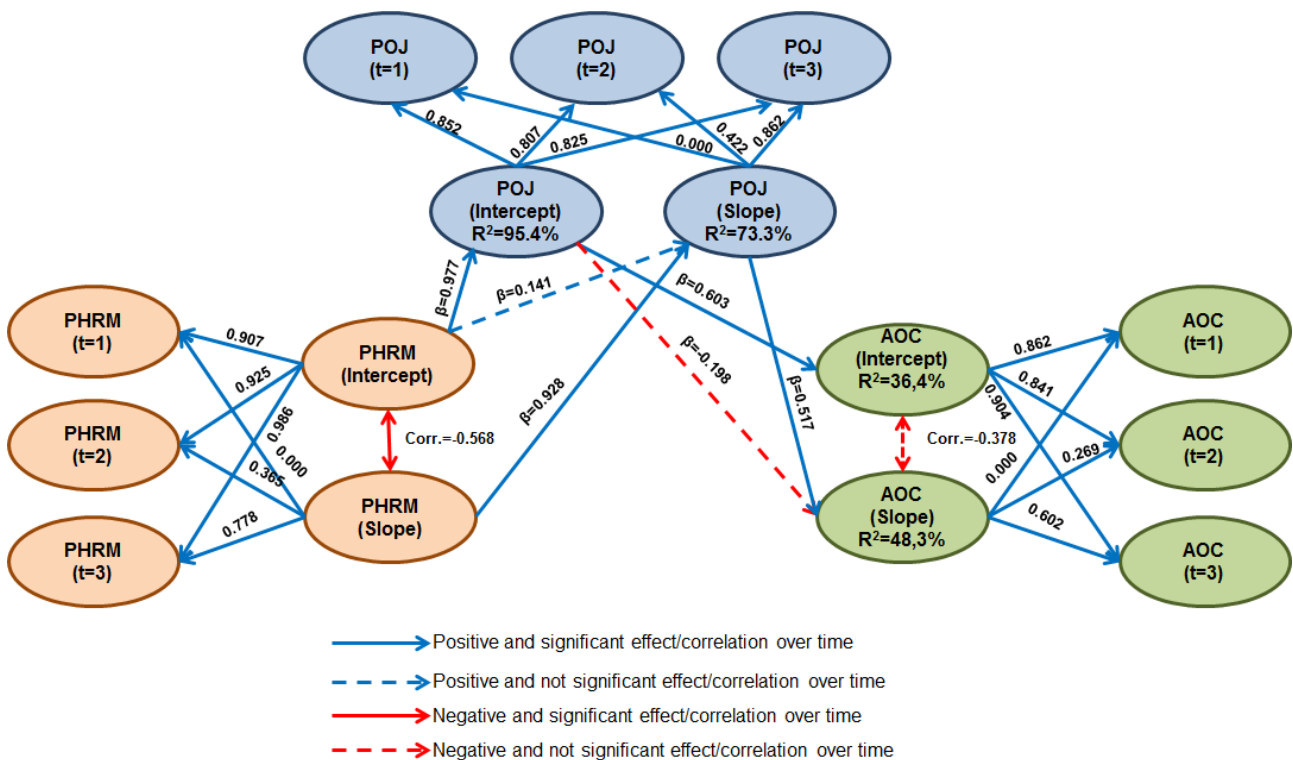 POJ
(t=1)
POJ
(t=2)
POJ
(t=3)
0.852
0.807
0.825
0.000
0.422
0.862
POJ
(Intercept)
R²=95.4%
POJ
(Slope)
R²=73.3%
β=0.977
β=0.141
β=0.603
β=-0.198
β=0.928
β=0.517
PHRM
(t=1)
PHRM
(t=2)
PHRM
(t=3)
0.907
0.925
0.986
0.000
0.365
0.778
PHRM
(Intercept)
Corr.=-0.568
PHRM
(Slope)
AOC
(Intercept)
R²=36,4%
Corr.=-0.378
AOC
(Slope)
R²=48,3%
0.862
0.841
0.904
0.000
0.269
0.602
AOC
(t=1)
AOC
(t=2)
AOC
(t=3)
Positive and significant effect/correlation over time
Positive and not significant effect/correlation over time
Negative and significant effect/correlation over time
Negative and not significant effect/correlation over time